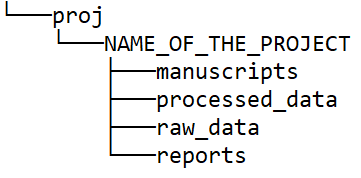 proj
NAME_OF_THE_PROJECT
manuscripts
processed_data
raw_data
reports